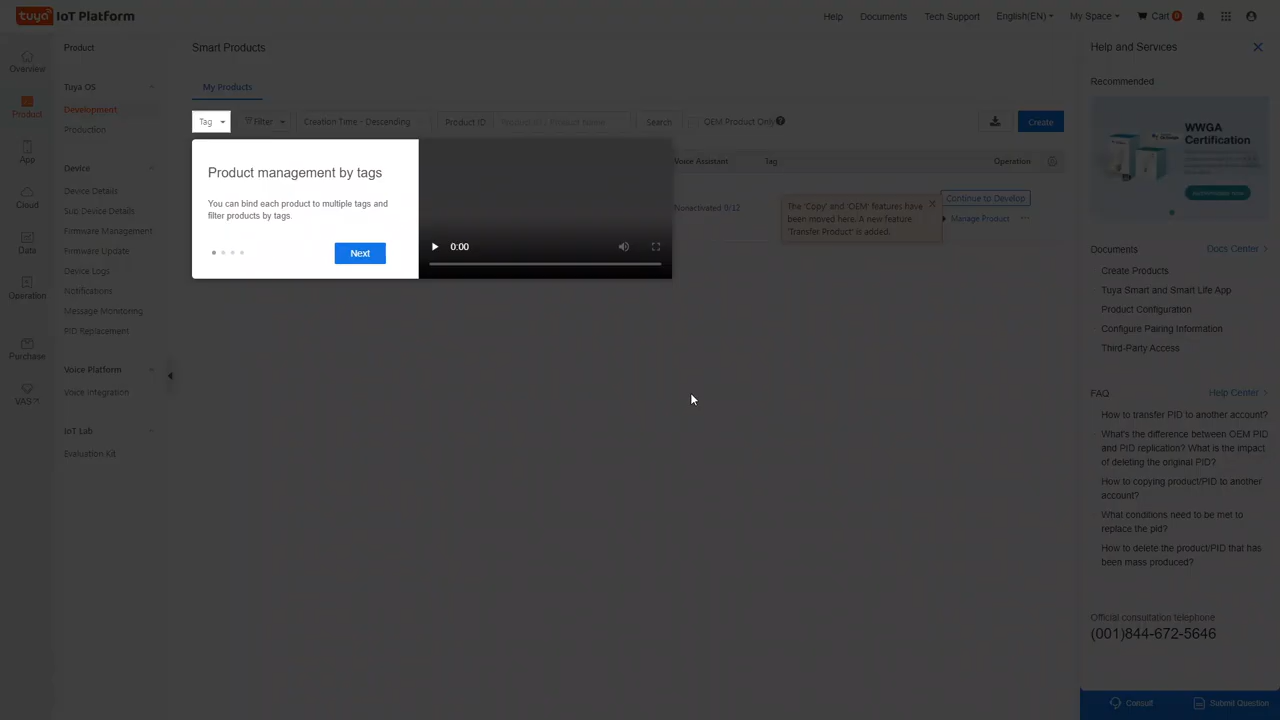 tuya IoT Platform
Help
Documents
Tech Support
English(EN)
My Space
Cart 0
Overview
Product
App
Cloud
Data
Operation
Purchase
VAS
Product
Tuya OS
Development
Production
Device
Device Details
Sub Device Details
Firmware Management
Firmware Update
Device Logs
Notifications
Message Monitoring
PID Replacement
Voice Platform
Voice Integration
IoT Lab
Evaluation Kit
Smart Products
My Products
Tag
Filter
Creation Time - Descending
Product ID
Search
OEM Product Only
Create
Voice Assistant
Tag
Operation
Product management by tags
You can bind each product to multiple tags and
filter products by tags.
Next
0:00
Nonactivated 0/12
The 'Copy' and 'OEM' features have
been moved here. A new feature
'Transfer Product' is added.
Continue to Develop
Manage Product
Help and Services
Recommended
WWGA
Certification
Documents
Docs Center
Create Products
Tuya Smart and Smart Life App
Product Configuration
Configure Pairing Information
Third-Party Access
FAQ
Help Center
How to transfer PID to another account?
What's the difference between OEM PID
and PID replication? What is the impact
of deleting the original PID?
How to copying product/PID to another
account?
What conditions need to be met to
replace the pid?
How to delete the product/PID that has
been mass produced?
Official consultation telephone
(001)844-672-5646
Consult
Submit Question